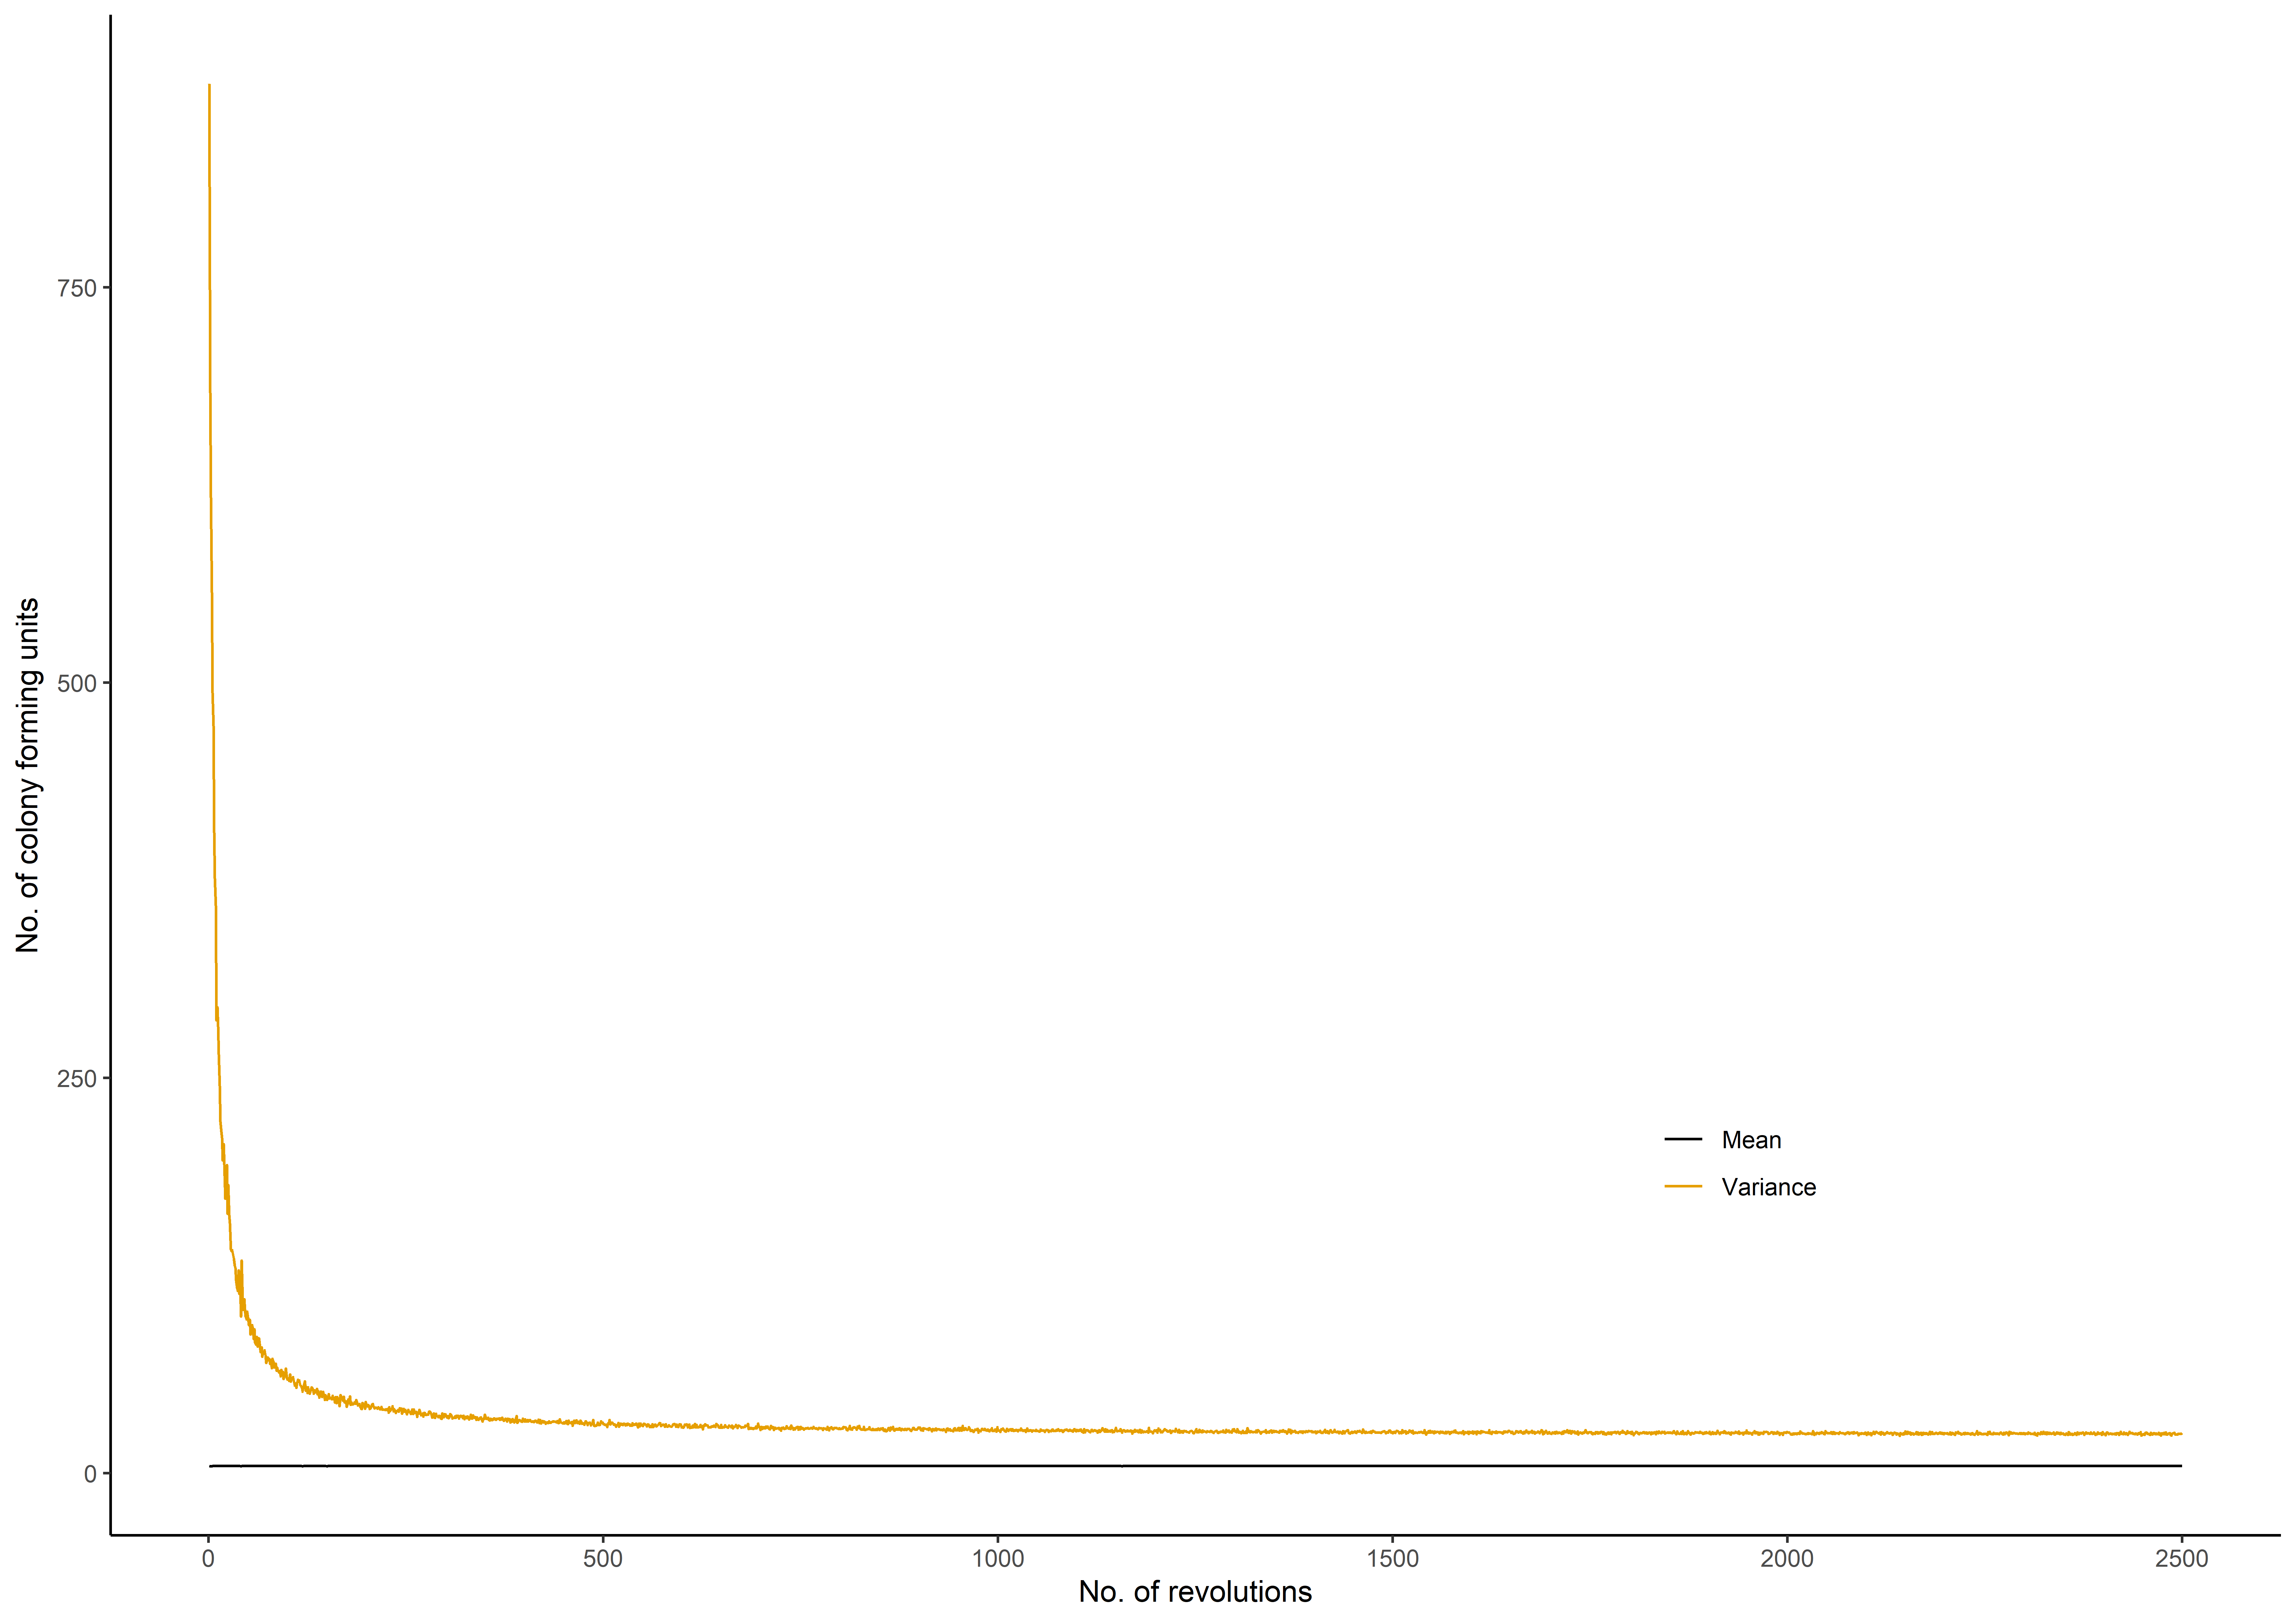 No. of colony forming units
750
500
250
0
Mean
Variance
0 500 1000 1500 2000 2500
No. of revolutions